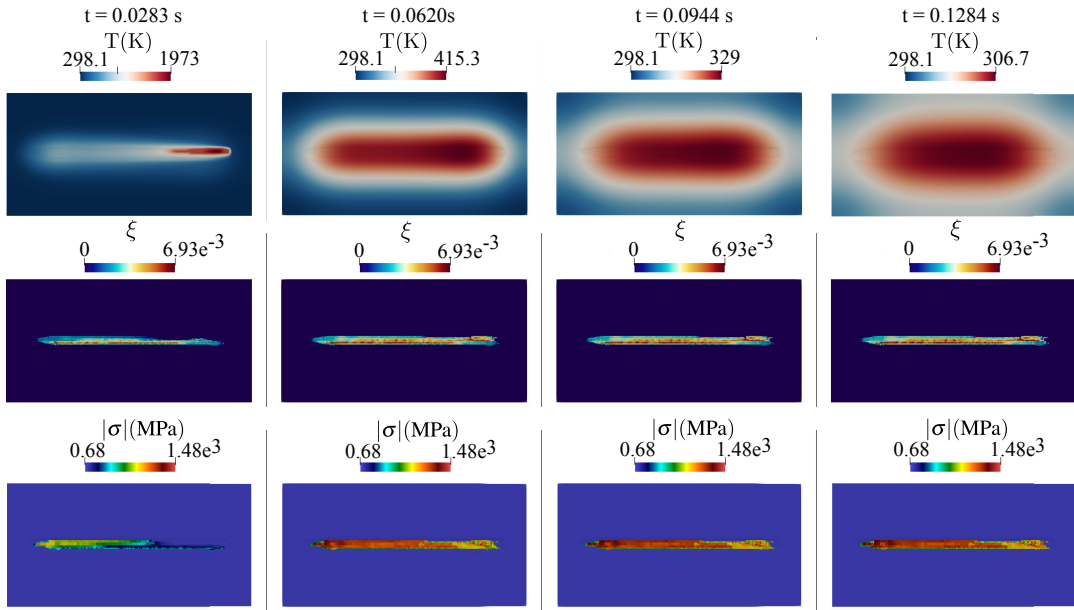 t = 0.0283 s t = 0.0620s t = 0.0944 s t = 0.1284 s
T(K) T(K) T(K) T(K)
298.1 1973 298.1 415.3 298.1 329 298.1 306.7
ξ ξ ξ ξ
0 6.93e-3 0 6.93e-3 0 6.93e-3 0 6.93e-3
|σ|(MPa) |σ|(MPa) |σ|(MPa) |σ|(MPa)
0.68 1.48e3 0.68 1.48e3 0.68 1.48e3 0.68 1.48e3